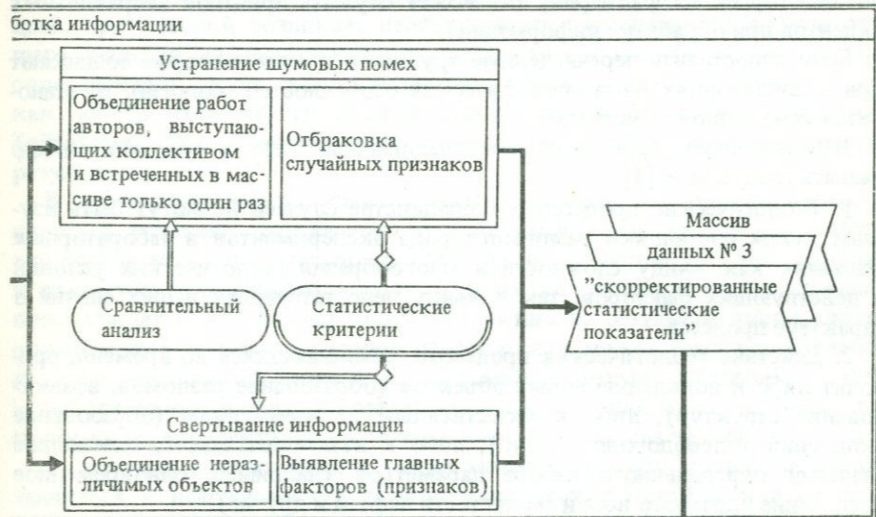 ботка информации
Устранение шумовых помех
Объединение работ
авторов, выступаю-
щих коллективом
и встреченных в мас-
сиве только один раз
Отбраковка
случайных признаков
Сравнительный
анализ
Статистические
критерии
Массив
данных № 3
”скорректированные
статистические
показатели”
Свертывание информации
Объединение нераз-
личимых объектов
Выявление главных
факторов (признаков)